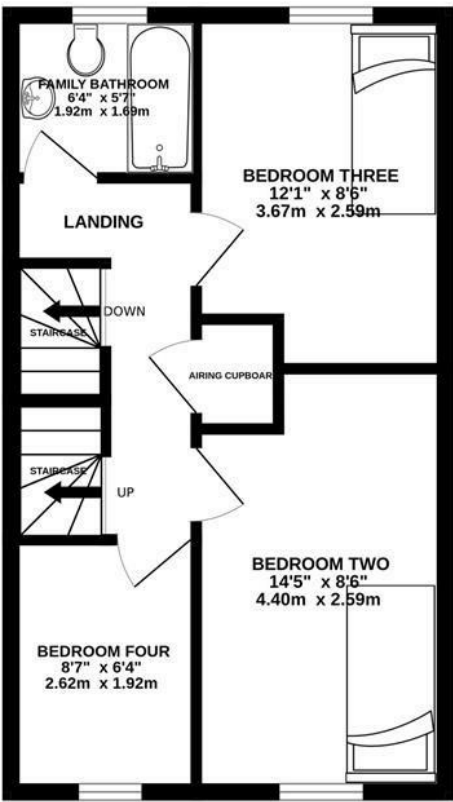 FAMILY BATHROOM
6'4" x 5'7"
1.92m x 1.69m
BEDROOM THREE
12'1" x 8'6"
3.67m x 2.59m
LANDING
DOWN
STAIRCASE
AIRING CUPBOAR
STAIRCASE
UP
BEDROOM TWO
14'5" x 8'6"
4.40m x 2.59m
BEDROOM FOUR
8'7" x 6'4"
2.62m x 1.92m